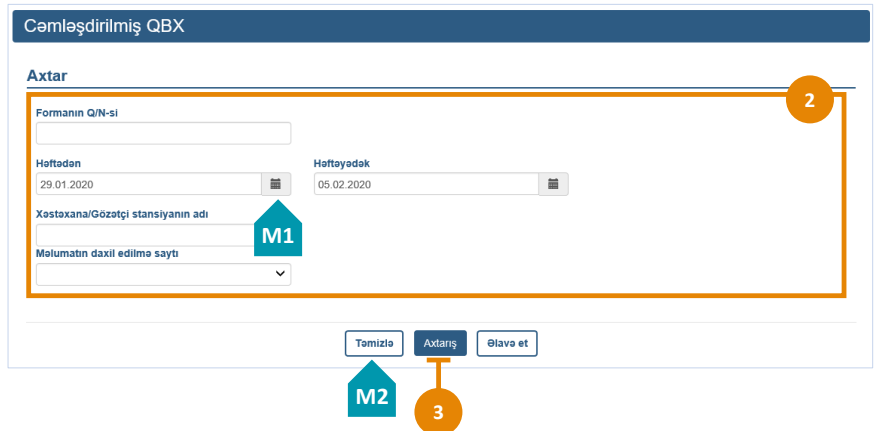 Cəmləşdirilmiş QBX
Axtar
2
Formanın Q/N-si
Həftədən Həftəyədək
29.01.2020 05.02.2020
Xəstəxana/Gözətçi stansiyanın adı
M1
Məlumatın daxil edilmə saytı
Təmizlə Axtarış Əlavə et
M2 3